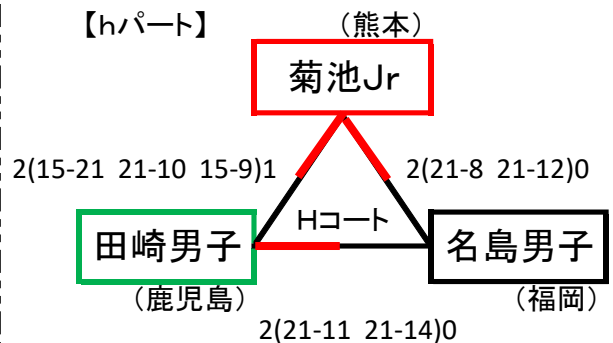 【hパート】 （熊本）
菊池Jr
2(15-21 21-10 15-9)1 2(21-8 21-12)0
Hコート
田崎男子 名島男子
（鹿児島） （福岡）
2(21-11 21-14)0